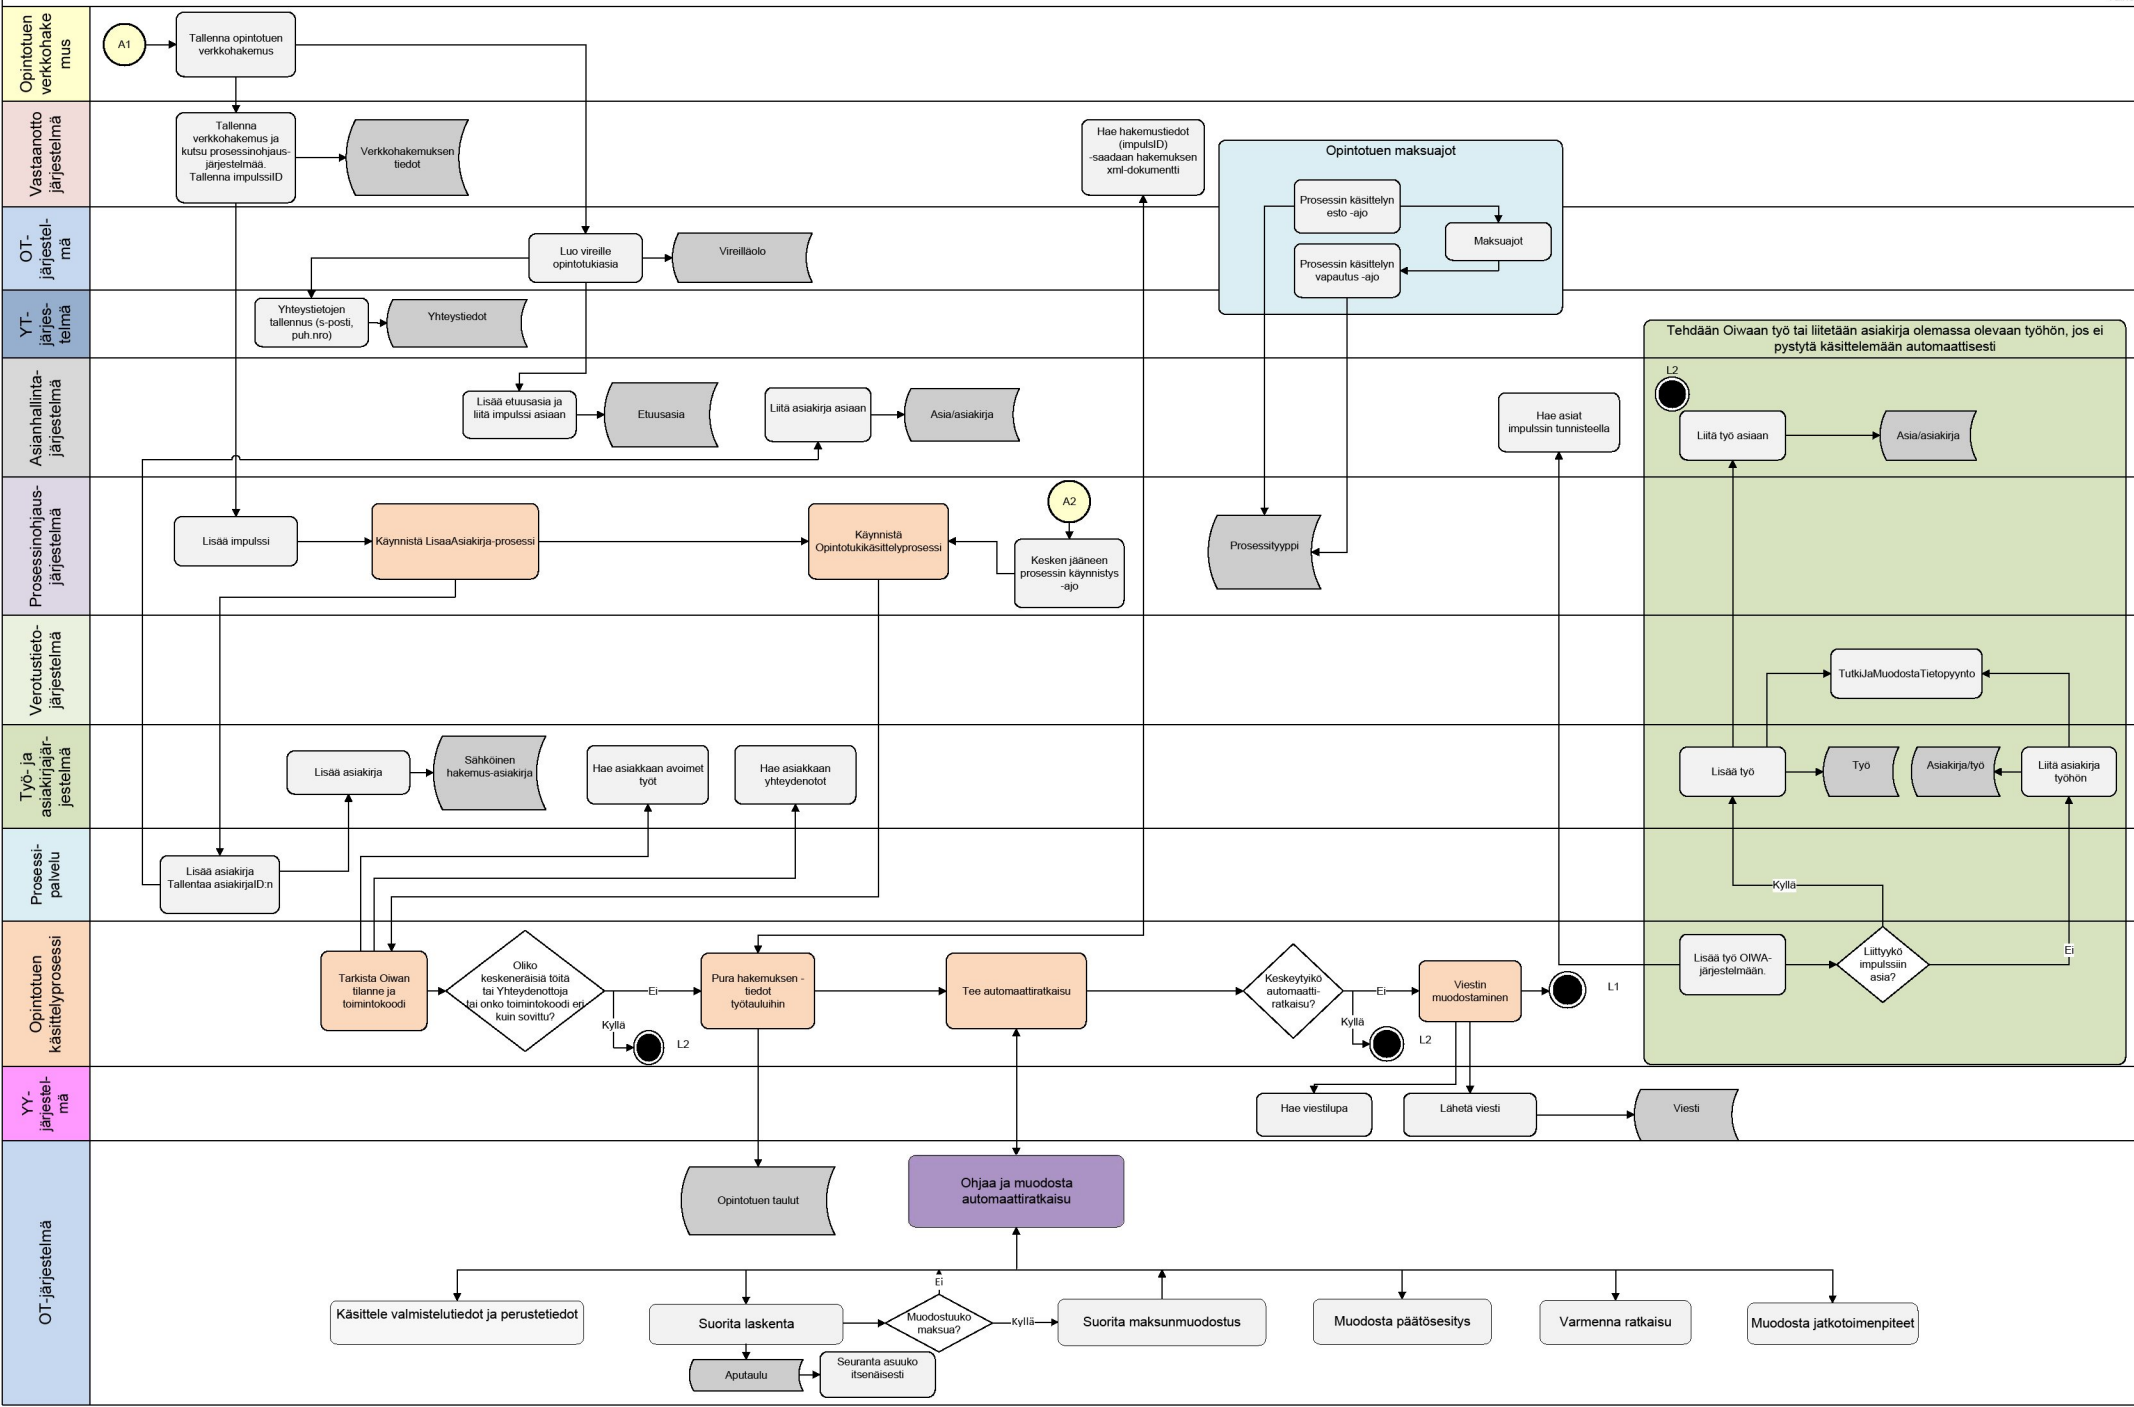 Opintotuen
verkkohake
mus
A1
Tallenna opintotuen
verkkohakemus
Vastaanotto
järjestelmä
Tallenna
verkkohakemus ja
kutsu prosessinohjaus-
järjestelmää.
Tallenna impulssiID
Verkkohakemuksen
tiedot
Hae hakemustiedot
(impulsID)
-saadaan hakemuksen
xml-dokumentti
Opintotuen maksuajot
Prosessin käsittelyn
esto -ajo
Maksuajot
Prosessin käsittelyn
vapautus -ajo
OT-
järjestel-
mä
Luo vireille
opintotukiasia
Vireilläolo
YT-
järjes-
telmä
Yhteystietojen
tallennus (s-posti,
puh.nro)
Yhteystiedot
Tehdään Oiwaan työ tai liitetään asiakirja olemassa olevaan työhön, jos ei
pystytä käsittelemään automaattisesti
Asianhallinta-
järjestelmä
Lisää etuusasia ja
liitä impulssi asiaan
Etuusasia
Liitä asiakirja asiaan
Asia/asiakirja
Hae asiat
impulssin tunnisteella
L2
Liitä työ asiaan
Asia/asiakirja
Prosessinohjaus-
järjestelmä
Lisää impulssi
Käynnistä LisaaAsiakirja-prosessi
Käynnistä
Opintotukikäsittelyprosessi
A2
Kesken jääneen
prosessin käynnistys
-ajo
Prosessityyppi
Verotustieto-
järjestelmä
TutkiJaMuodostaTietopyynto
Työ- ja
asiakirjajär-
jestelmä
Lisää asiakirja
Sähköinen
hakemus-asiakirja
Hae asiakkaan avoimet
työt
Hae asiakkaan
yhteydenotot
Lisää työ
Työ
Asiakirja/työ
Liitä asiakirja
työhön
Prosessi-
palvelu
Lisää asiakirja
Tallentaa asiakirjaID:n
Kyllä
Opintotuen
käsittelyprosessi
Tarkista Oiwan
tilanne ja
toimintokoodi
Oliko
keskeneräisiä töitä
tai Yhteydenottoja
tai onko toimintokoodi eri
kuin sovittu?
Ei
Kyllä
L2
Pura hakemuksen -
tiedot
työtauluihin
Tee automaattiratkaisu
Keskeytyikö
automaatti-
ratkaisu?
Ei
Kyllä
L2
Viestin
muodostaminen
L1
Lisää työ OIWA-
järjestelmään.
Liittyykö
impulssiin
asia?
Ei
YY-
järjestel-
mä
Hae viestilupa
Lähetä viesti
Viesti
OT-järjestelmä
Opintotuen taulut
Ohjaa ja muodosta
automaattiratkaisu
Käsittele valmistelutiedot ja perustetiedot
Suorita laskenta
Ei
Muodostuuko
maksua?
Kyllä
Suorita maksunmuodostus
Muodosta päätösesitys
Varmenna ratkaisu
Muodosta jatkotoimenpiteet
Aputaulu
Seuranta asuuko
itsenäisesti